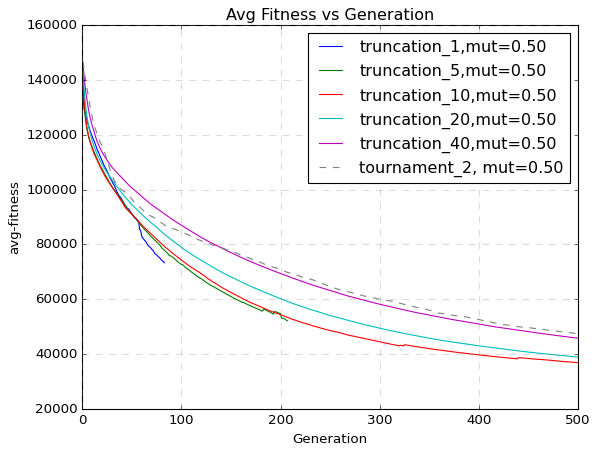 Avg Fitness vs Generation
160000
140000
120000
100000
80000
60000
40000
20000
avg-fitness
truncation_1,mut=0.50
truncation_5,mut=0.50
truncation_10,mut=0.50
truncation_20,mut=0.50
truncation_40,mut=0.50
tournament_2, mut=0.50
0 100 200 300 400 500
Generation